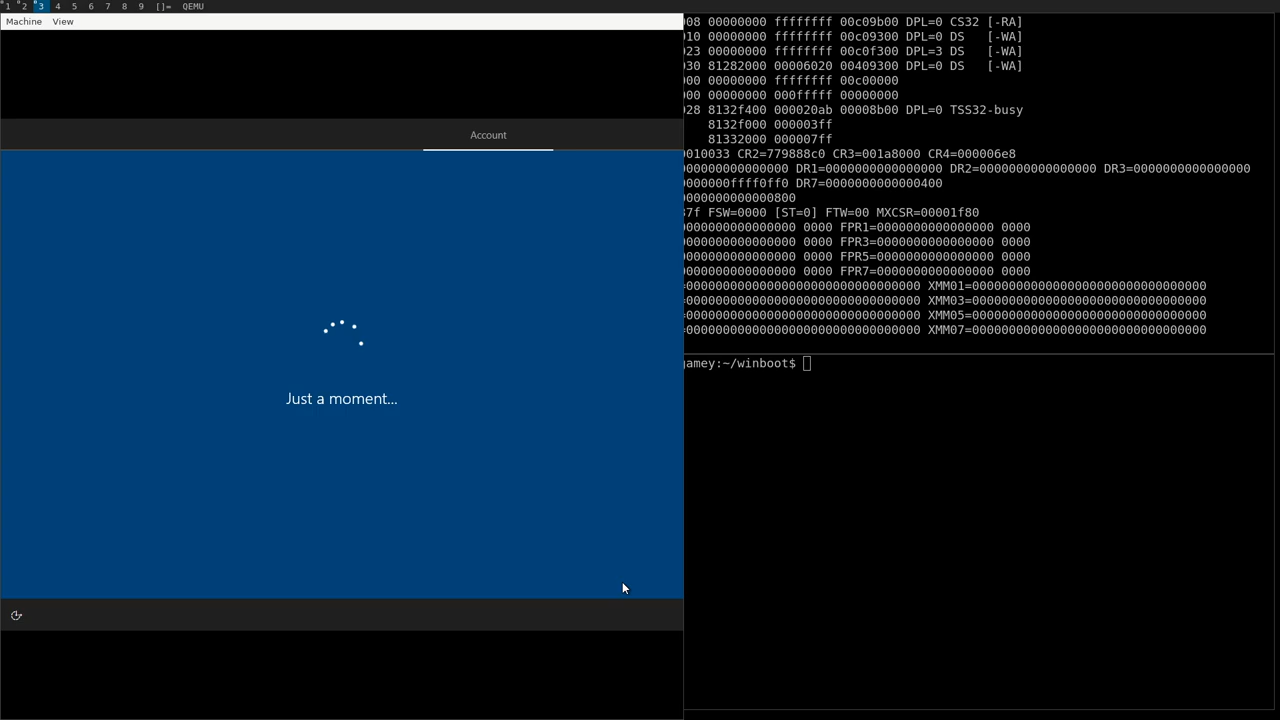 1 2 3 4 5 6 7 8 9 []= QEMU
Machine View
Account
Just a moment...
08 00000000 ffffffff 00c09b00 DPL=0 CS32 [-RA]
10 00000000 ffffffff 00c09300 DPL=0 DS [-WA]
23 00000000 ffffffff 00c0f300 DPL=3 DS [-WA]
30 81282000 00006020 00409300 DPL=0 DS [-WA]
00 00000000 ffffffff 00c00000
00 00000000 000fffff 00000000
28 8132f400 000020ab 00008b00 DPL=0 TSS32-busy
8132f000 000003ff
81332000 000007ff
0010033 CR2=779888c0 CR3=001a8000 CR4=000006e8
0000000000000 DR1=0000000000000000 DR2=0000000000000000 DR3=0000000000000000
0000000ffff0ff0 DR7=0000000000000400
000000000000800
7f FSW=0000 [ST=0] FTW=00 MXCSR=00001f80
000000000000000 0000 FPR1=0000000000000000 0000
000000000000000 0000 FPR3=0000000000000000 0000
000000000000000 0000 FPR5=0000000000000000 0000
000000000000000 0000 FPR7=0000000000000000 0000
=00000000000000000000000000000000 XMM01=00000000000000000000000000000000
=00000000000000000000000000000000 XMM03=00000000000000000000000000000000
=00000000000000000000000000000000 XMM05=00000000000000000000000000000000
=00000000000000000000000000000000 XMM07=00000000000000000000000000000000
gamey:~/winboot$